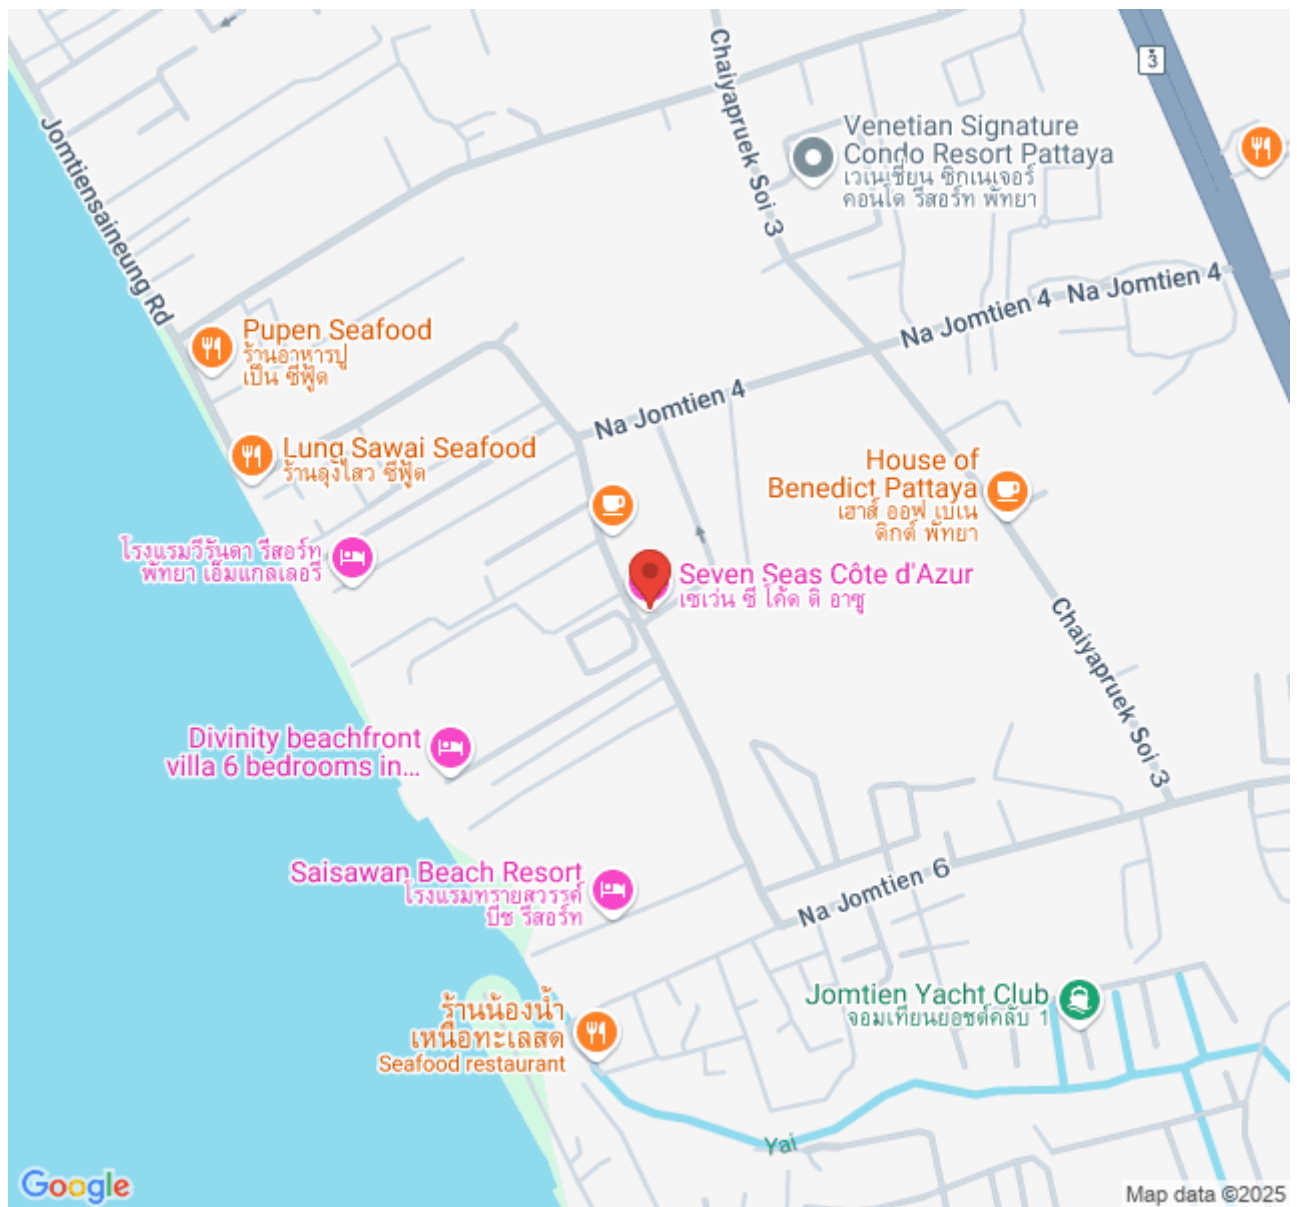 Chaiyapruek Soi 3
3
Venetian Signature
Condo Resort Pattaya
เวเนเชี่ยน ซิกเนเจอร์
คอนโด รีสอร์ท พัทยา
Jomtiensaineung Rd
Na Jomtien 4
Na Jomtien 4
Pupen Seafood
ร้านอาหารปู
เป็น ซีฟู้ด
Na Jomtien 4
Lung Sawai Seafood
ร้านลุงไสว ซีฟู้ด
House of
Benedict Pattaya
เฮาส์ ออฟ เบเน
ดิกต์ พัทยา
โรงแรมวีรันดา รีสอร์ท
พัทยา เอ็มแกลเลอรี่
Seven Seas Côte d'Azur
เซเว่น ซี โค้ด ดิ อาซู
Chaiyapruek Soi 3
Divinity beachfront
villa 6 bedrooms in...
Saisawan Beach Resort
โรงแรมทรายสวรรค์
บีช รีสอร์ท
Na Jomtien 6
Jomtien Yacht Club
จอมเทียนยอชต์คลับ 1
ร้านน้องน้ำ
เหนือทะเลสด
Seafood restaurant
Yai
Google
Map data ©2025